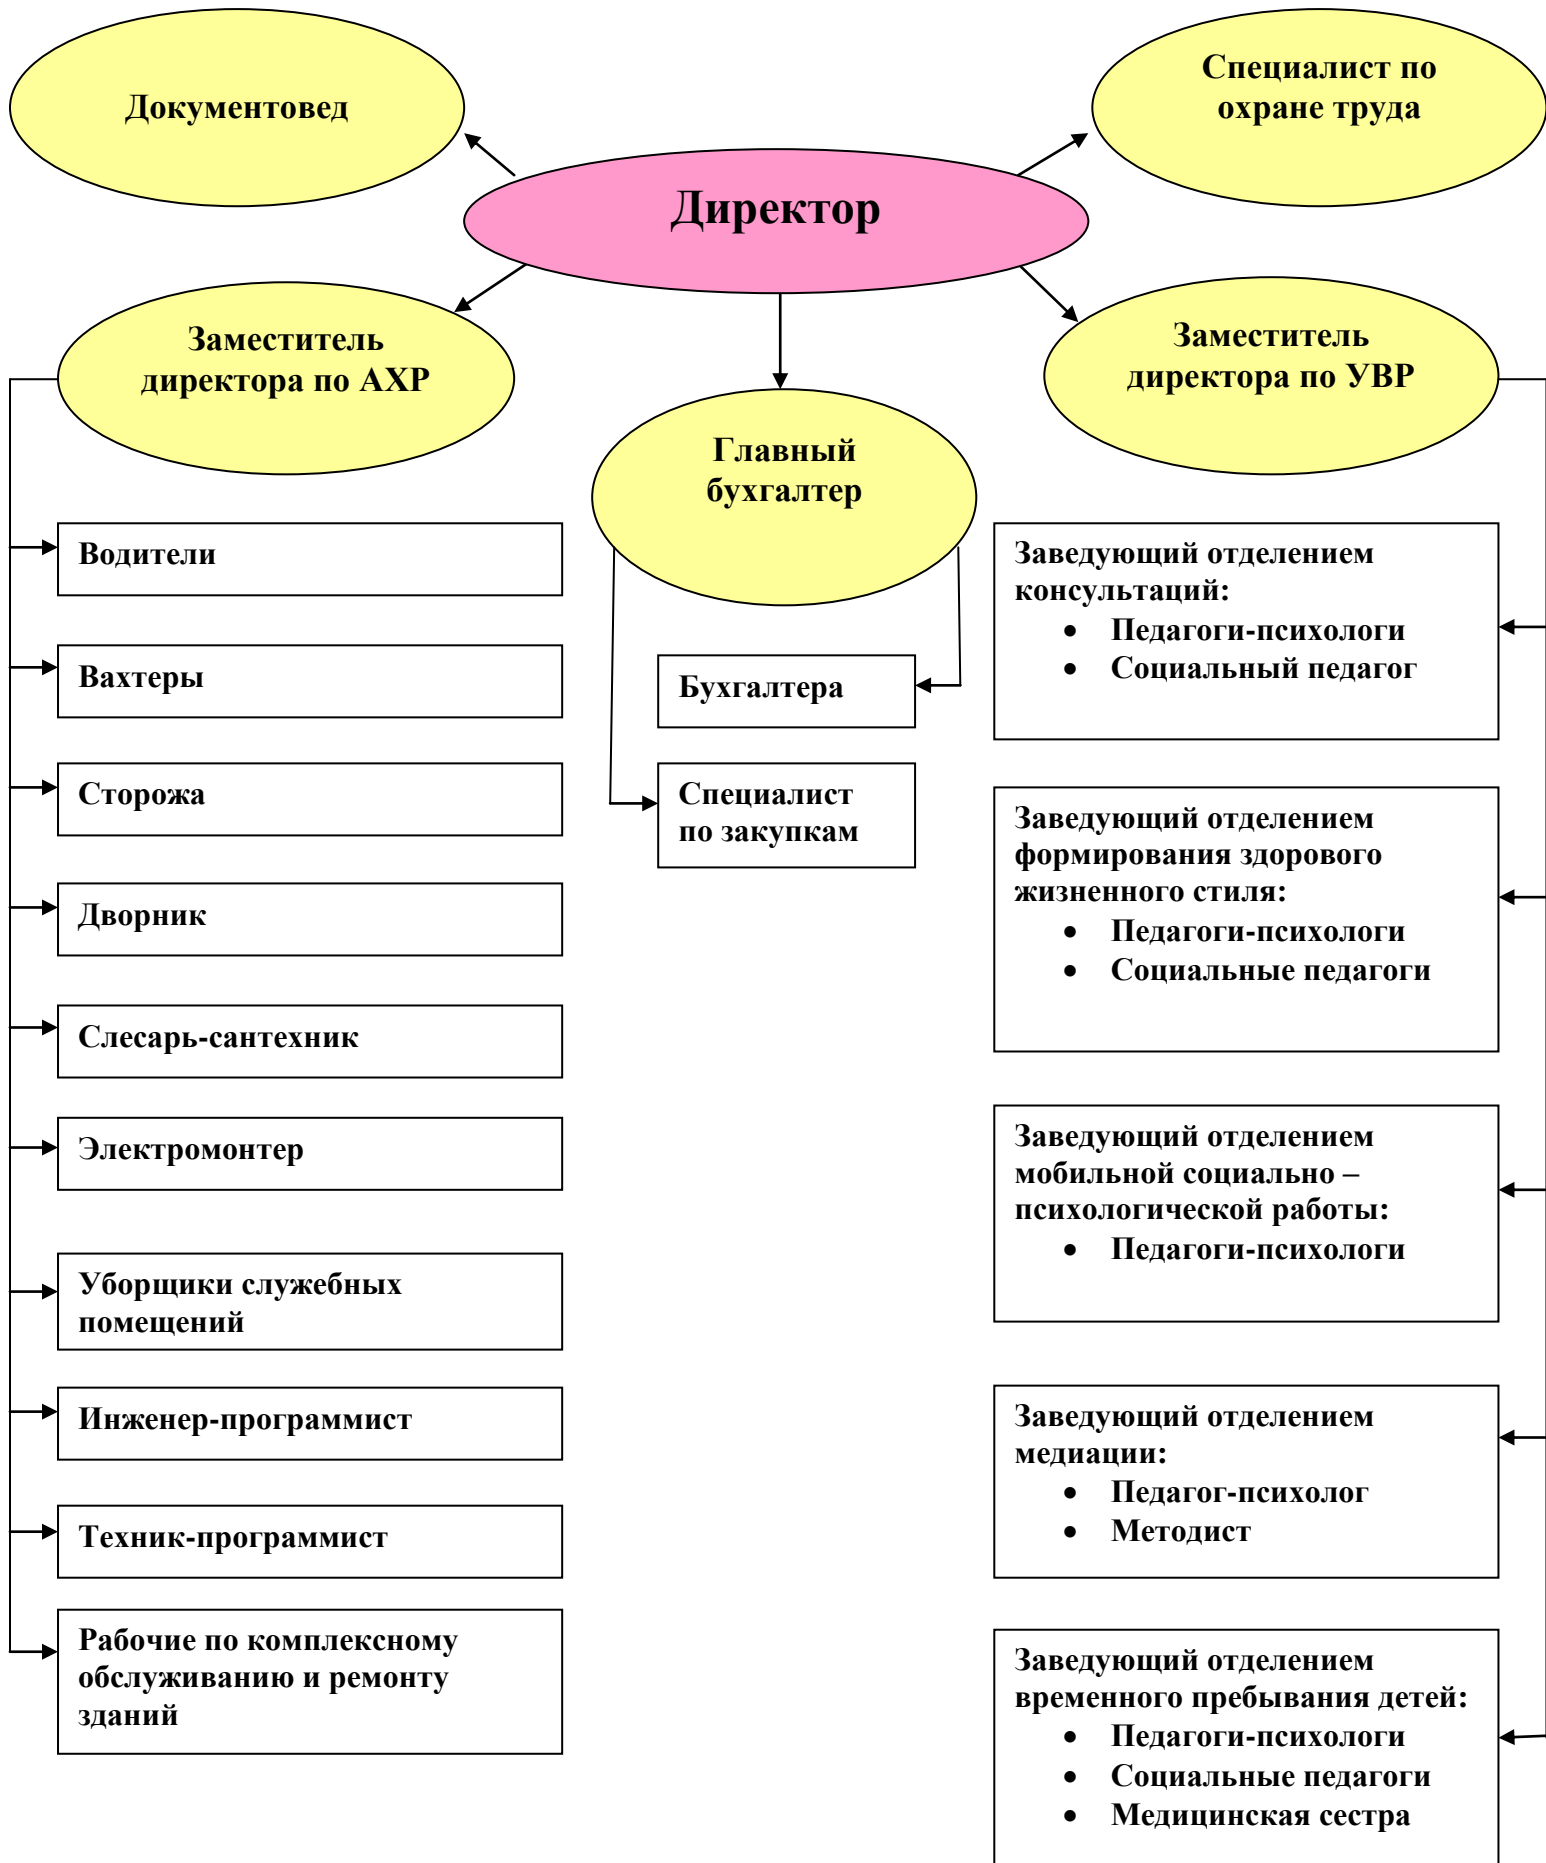 Документовед
Специалист по
охране труда
Директор
Заместитель
директора по АХР
Главный
бухгалтер
Заместитель
директора по УВР
Водители
Вахтеры
Сторожа
Дворник
Слесарь-сантехник
Электромонтер
Уборщики служебных
помещений
Инженер-программист
Техник-программист
Рабочие по комплексному
обслуживанию и ремонту
зданий
Бухгалтера
Специалист
по закупкам
Заведующий отделением
консультаций:
• Педагоги-психологи
• Социальный педагог
Заведующий отделением
формирования здорового
жизненного стиля:
• Педагоги-психологи
• Социальные педагоги
Заведующий отделением
мобильной социально –
психологической работы:
• Педагоги-психологи
Заведующий отделением
медиации:
• Педагог-психолог
• Методист
Заведующий отделением
временного пребывания детей:
• Педагоги-психологи
• Социальные педагоги
• Медицинская сестра